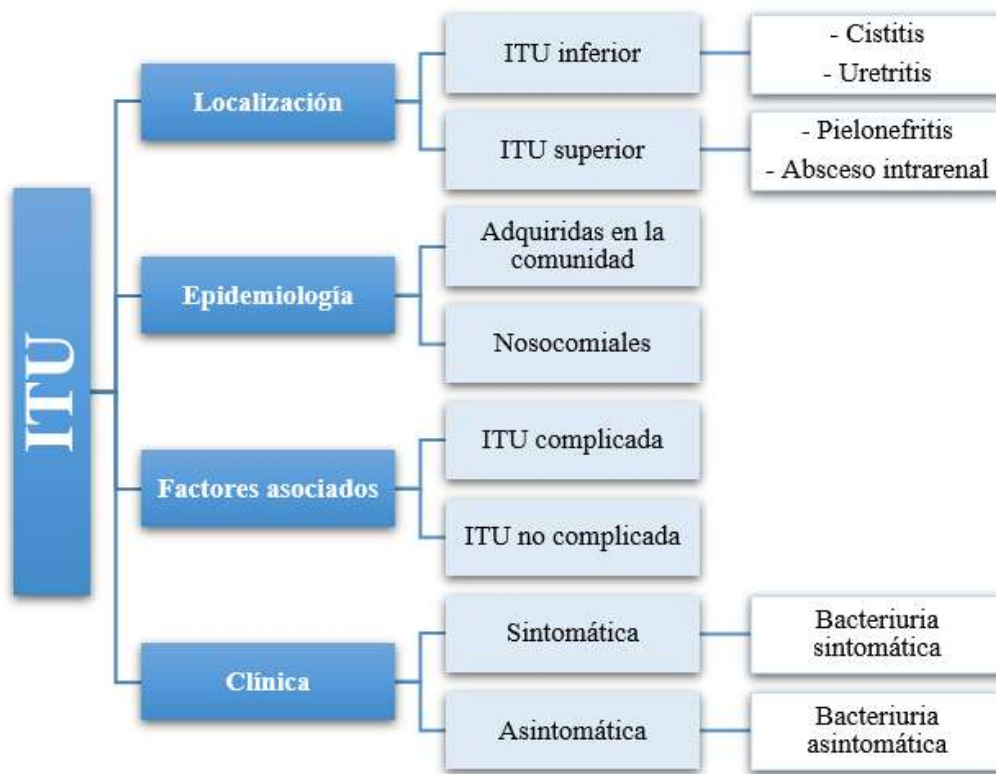 ITU
Localización
ITU inferior
- Cistitis
- Uretritis
ITU superior
- Pielonefritis
- Absceso intrarenal
Epidemiología
Adquiridas en la
comunidad
Nosocomiales
Factores asociados
ITU complicada
ITU no complicada
Clínica
Sintomática
Bacteriuria
sintomática
Asintomática
Bacteriuria
asintomática